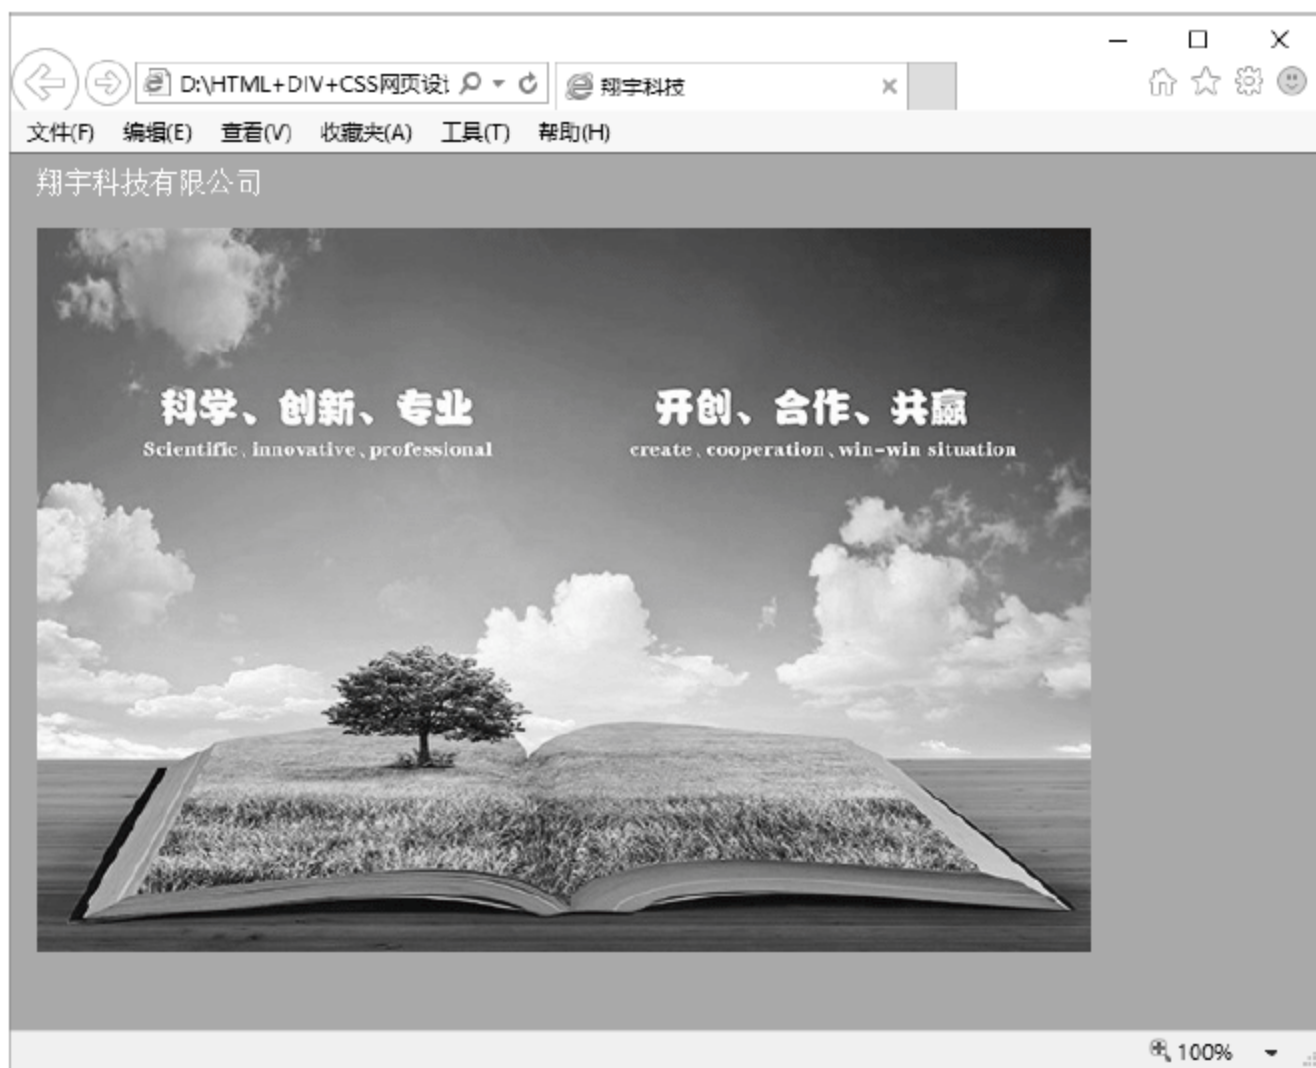 D:\HTML+DIV+CSS网页设计
翔宇科技
文件(F) 编辑(E) 查看(V) 收藏夹(A) 工具(T) 帮助(H)
翔宇科技有限公司
科学、创新、专业 开创、合作、共赢
Scientific、innovative、professional create、cooperation、win-win situation
100%